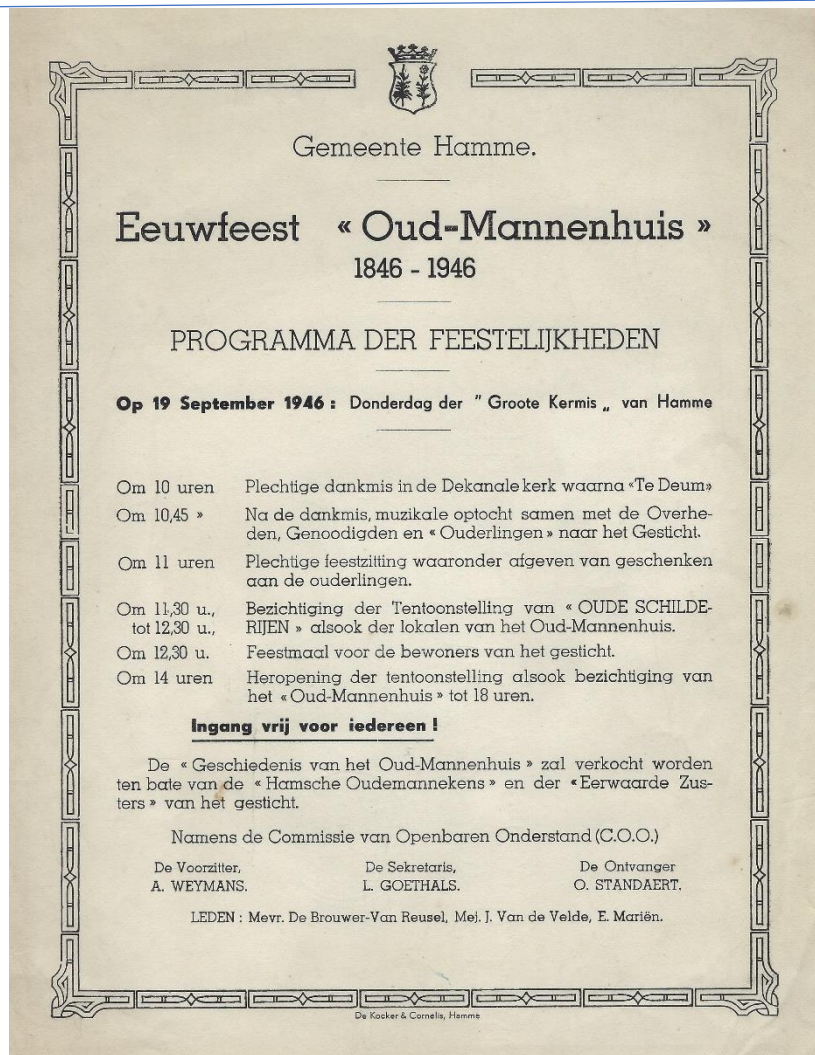 Gemeente Hamme.
Eeuwfeest « Oud-Mannenhuis »
1846 - 1946
PROGRAMMA DER FEESTELIJKHEDEN
Op 19 September 1946 : Donderdag der " Groote Kermis „ van Hamme
Om 10 uren Plechtige dankmis in de Dekanale kerk waarna «Te Deum»
Om 10,45 » Na de dankmis, muzikale optocht samen met de Overhe-
den, Genoodigden en « Ouderlingen » naar het Gesticht.
Om 11 uren Plechtige feestzitting waaronder afgeven van geschenken
aan de ouderlingen.
Om 11,30 u., Bezichtiging der Tentoonstelling van « OUDE SCHILDE-
tot 12,30 u., RIJEN » alsook der lokalen van het Oud-Mannenhuis.
Om 12,30 u. Feestmaal voor de bewoners van het gesticht.
Om 14 uren Heropening der tentoonstelling alsook bezichtiging van
het « Oud-Mannenhuis » tot 18 uren.
Ingang vrij voor iedereen !
De « Geschiedenis van het Oud-Mannenhuis » zal verkocht worden
ten bate van de « Hamsche Oudemannekens » en der « Eerwaarde Zus-
ters » van het gesticht.
Namens de Commissie van Openbaren Onderstand (C.O.O.)
De Voorzitter, De Sekretaris, De Ontvanger
A. WEYMANS. L. GOETHALS. O. STANDAERT.
LEDEN : Mevr. De Brouwer-Van Reusel, Mej. J. Van de Velde, E. Mariën.
De Kocker & Cornelis, Hamme